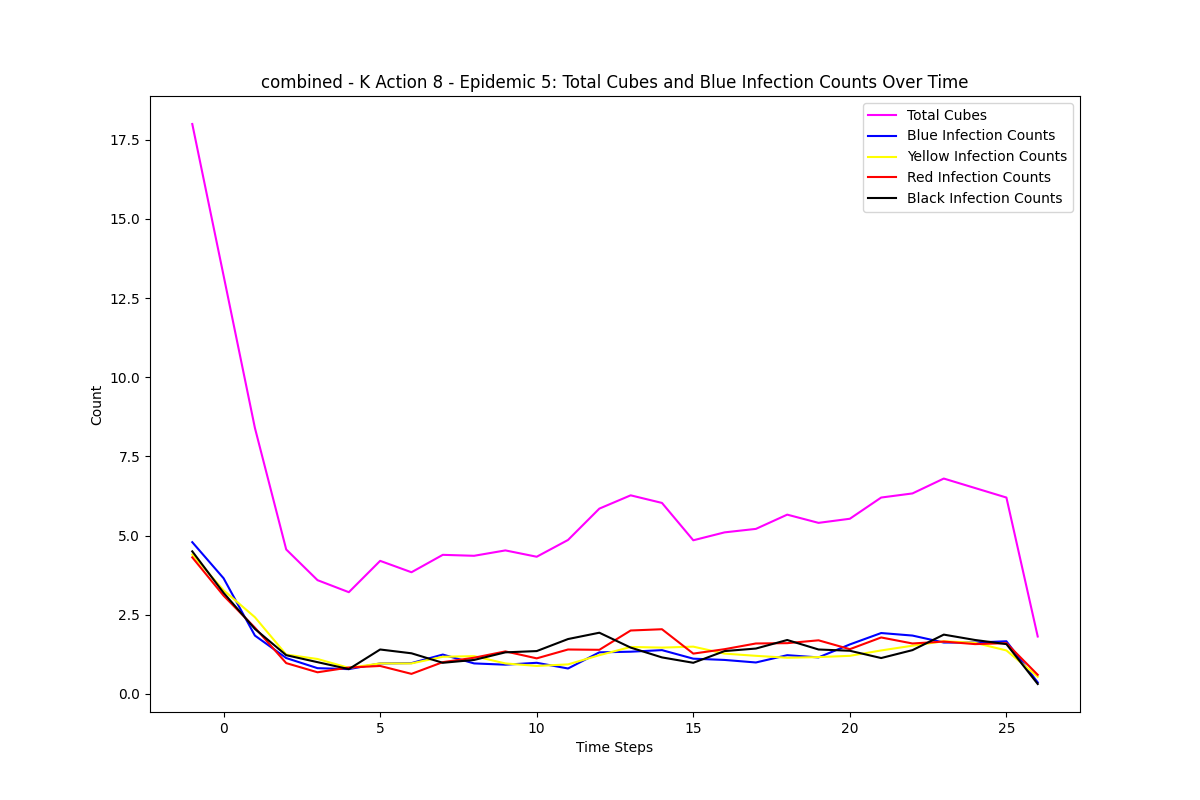 combined - K Action 8 - Epidemic 5: Total Cubes and Blue Infection Counts Over Time
Total Cubes
Blue Infection Counts
Yellow Infection Counts
Red Infection Counts
Black Infection Counts
17.5
15.0
12.5
10.0
7.5
5.0
2.5
0.0
Count
0 5 10 15 20 25
Time Steps